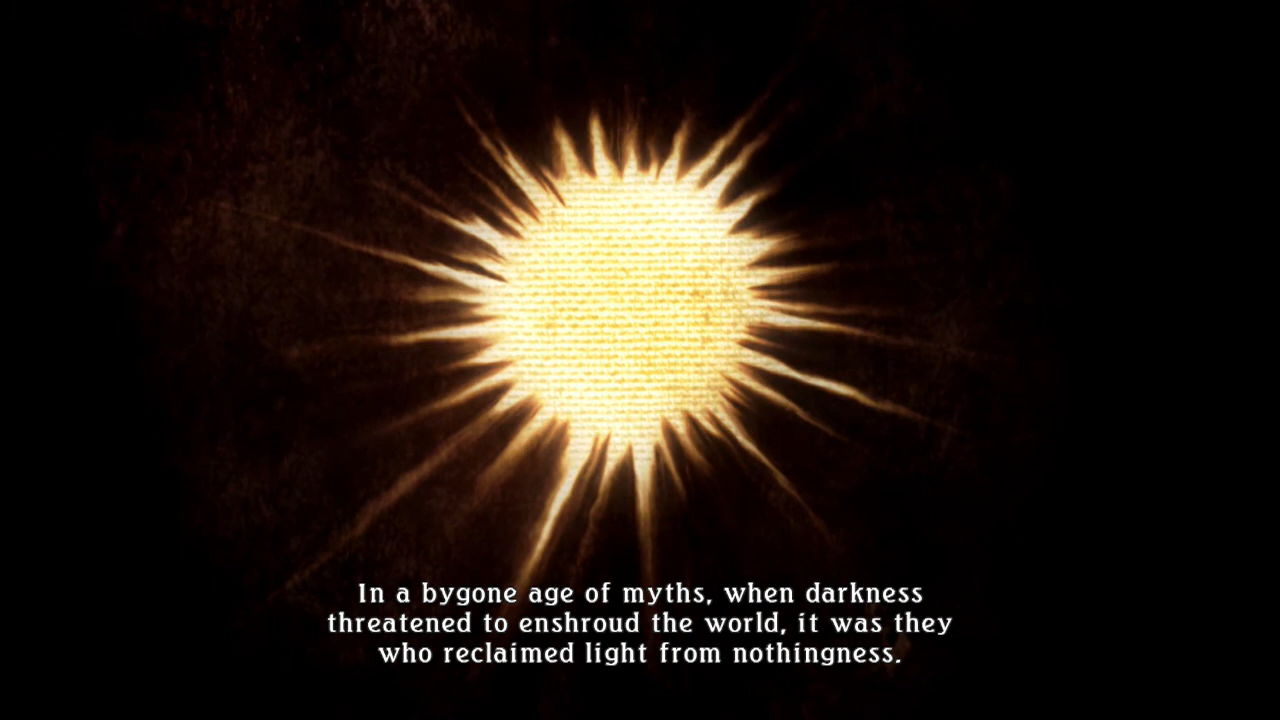 In a bygone age of myths, when darkness
threatened to enshroud the world, it was they
who reclaimed light from nothingness.